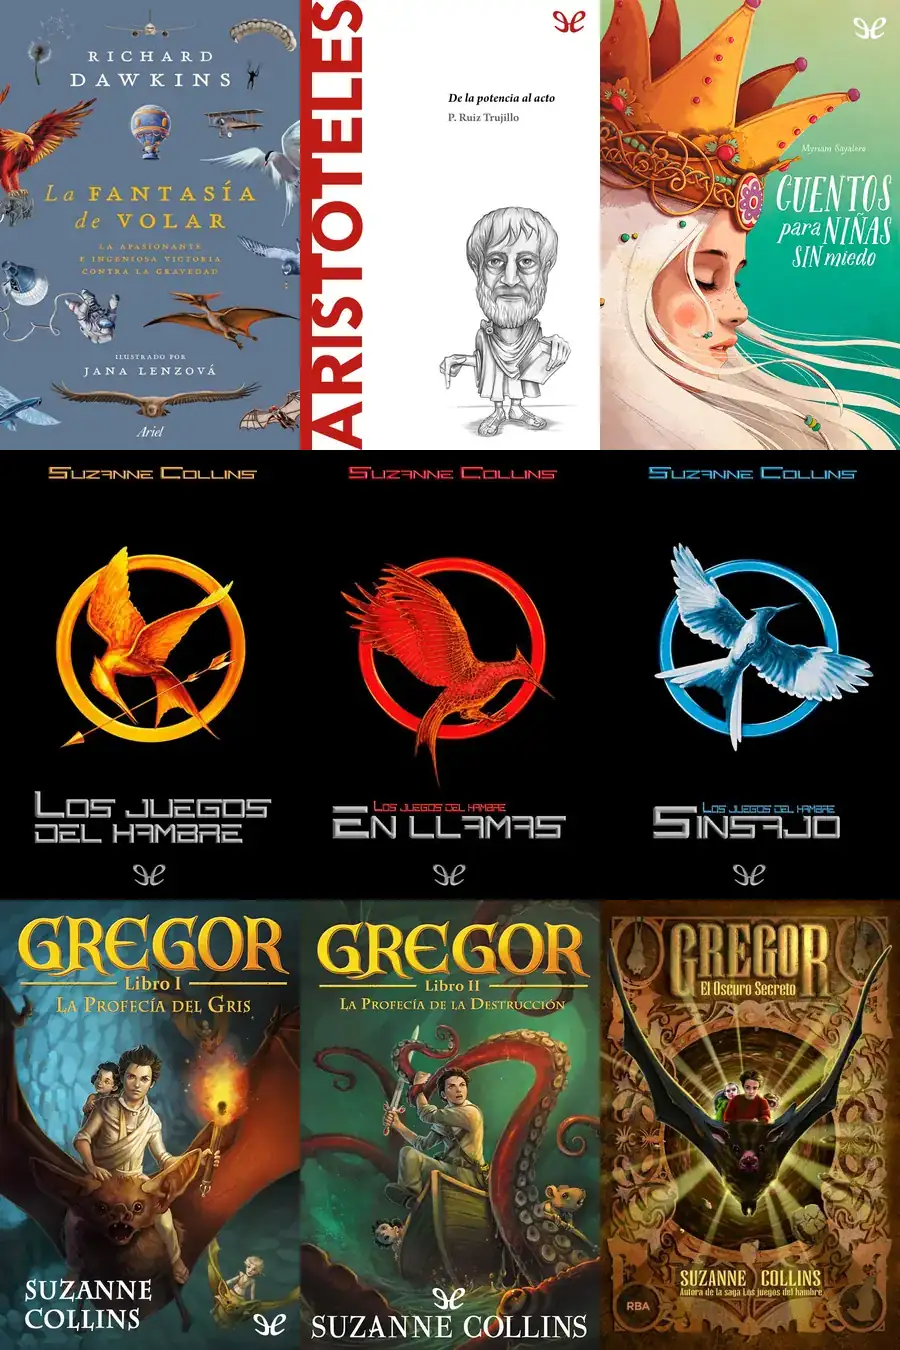 RICHARD
DAWKINS
La FANTASÍA
de VOLAR
LA APASIONANTE
E INGENIOSA VICTORIA
CONTRA LA GRAVEDAD
ILUSTRADO POR
JANA LENZOVÁ
Ariel
ARISTOTELES
De la potencia al acto
P. Ruiz Trujillo
Myriam Sayalero
CUENTOS
para NIÑAS
SIN miedo
SUZANNE COLLINS
LOS JUEGOS
DEL HAMBRE
SUZANNE COLLINS
LOS JUEGOS DEL HAMBRE
EN LLAMAS
SUZANNE COLLINS
LOS JUEGOS DEL HAMBRE
SINSAJO
GREGOR
Libro I
LA PROFECÍA DEL GRIS
SUZANNE
COLLINS
GREGOR
Libro II
LA PROFECÍA DE LA DESTRUCCIÓN
SUZANNE COLLINS
GREGOR
El Oscuro Secreto
SUZANNE COLLINS
Autora de la saga Los juegos del hambre
RBA